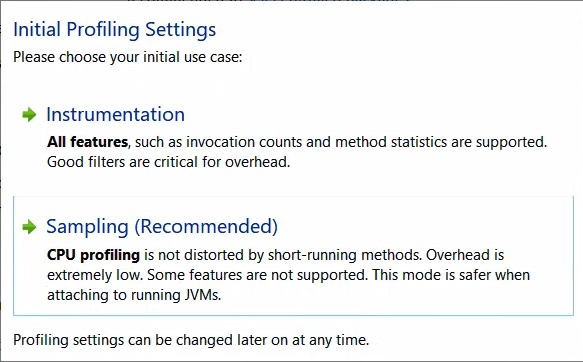 Initial Profiling Settings
Please choose your initial use case:
Instrumentation
All features, such as invocation counts and method statistics are supported.
Good filters are critical for overhead.
Sampling (Recommended)
CPU profiling is not distorted by short-running methods. Overhead is
extremely low. Some features are not supported. This mode is safer when
attaching to running JVMs.
Profiling settings can be changed later on at any time.